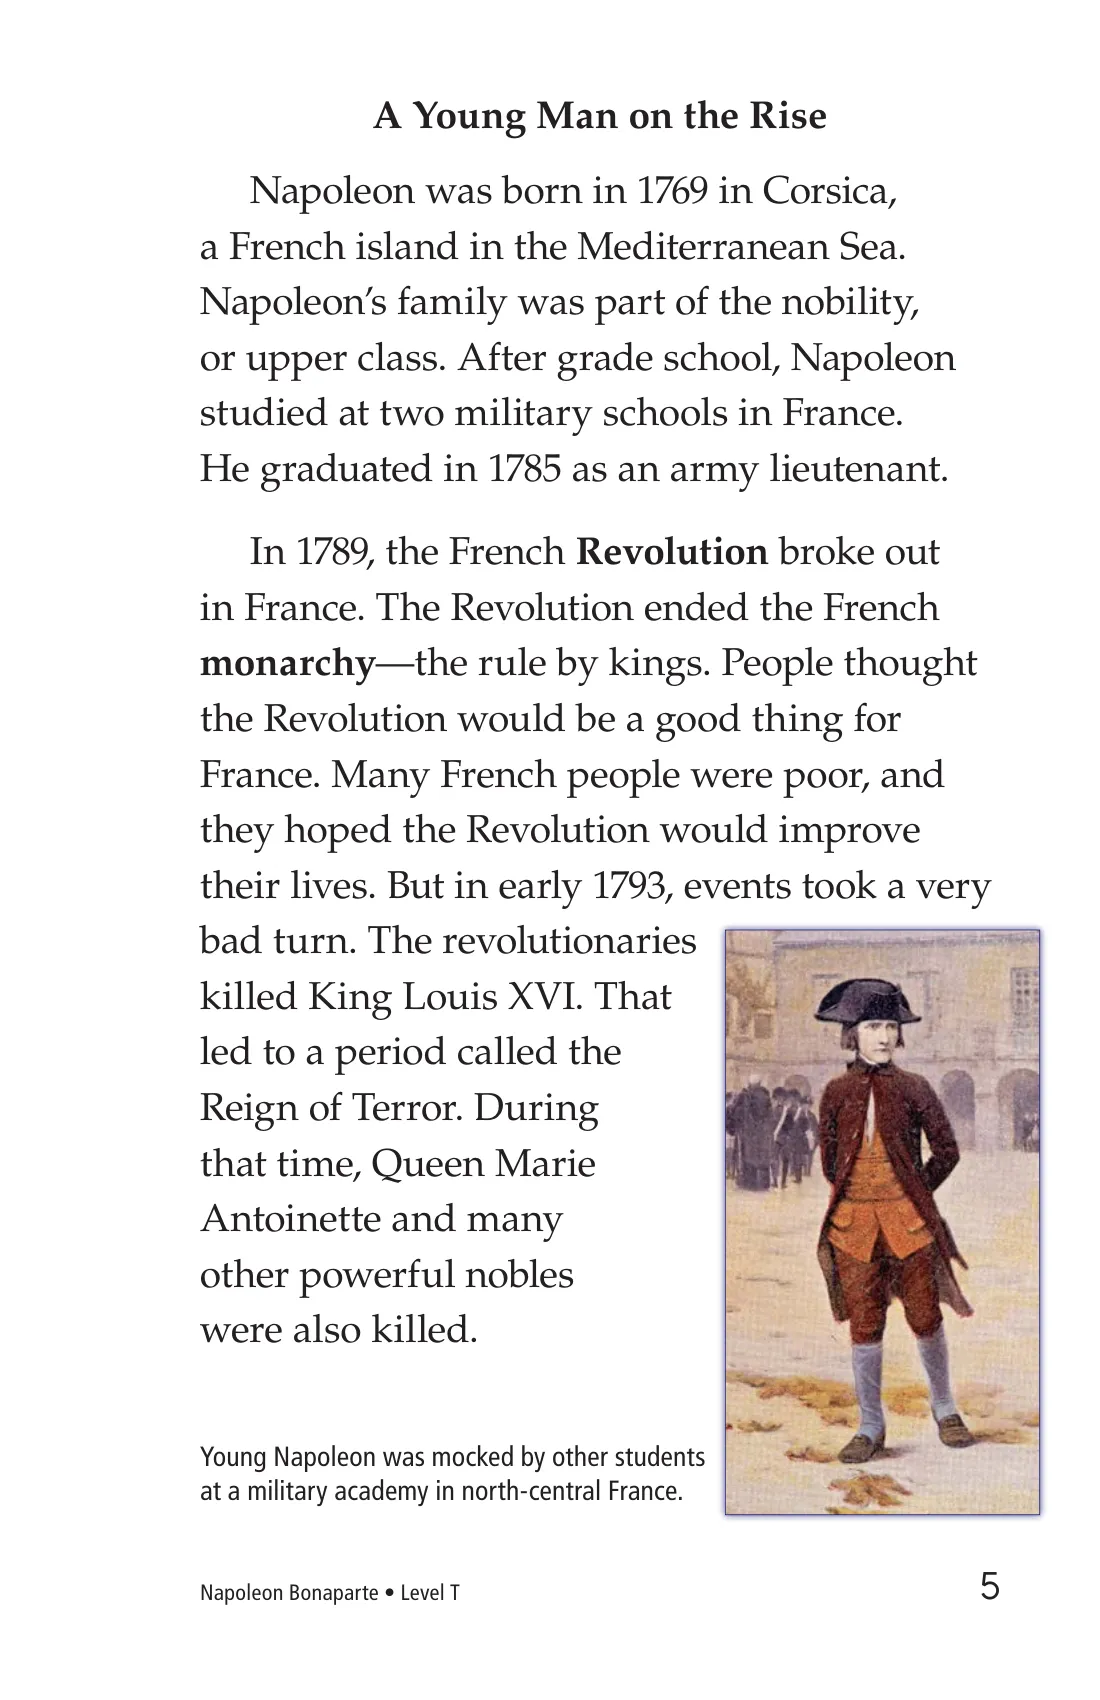 A Young Man on the Rise
Napoleon was born in 1769 in Corsica,
a French island in the Mediterranean Sea.
Napoleon’s family was part of the nobility,
or upper class. After grade school, Napoleon
studied at two military schools in France.
He graduated in 1785 as an army lieutenant.
In 1789, the French Revolution broke out
in France. The Revolution ended the French
monarchy—the rule by kings. People thought
the Revolution would be a good thing for
France. Many French people were poor, and
they hoped the Revolution would improve
their lives. But in early 1793, events took a very
bad turn. The revolutionaries
killed King Louis XVI. That
led to a period called the
Reign of Terror. During
that time, Queen Marie
Antoinette and many
other powerful nobles
were also killed.
Young Napoleon was mocked by other students
at a military academy in north-central France.
Napoleon Bonaparte • Level T
5